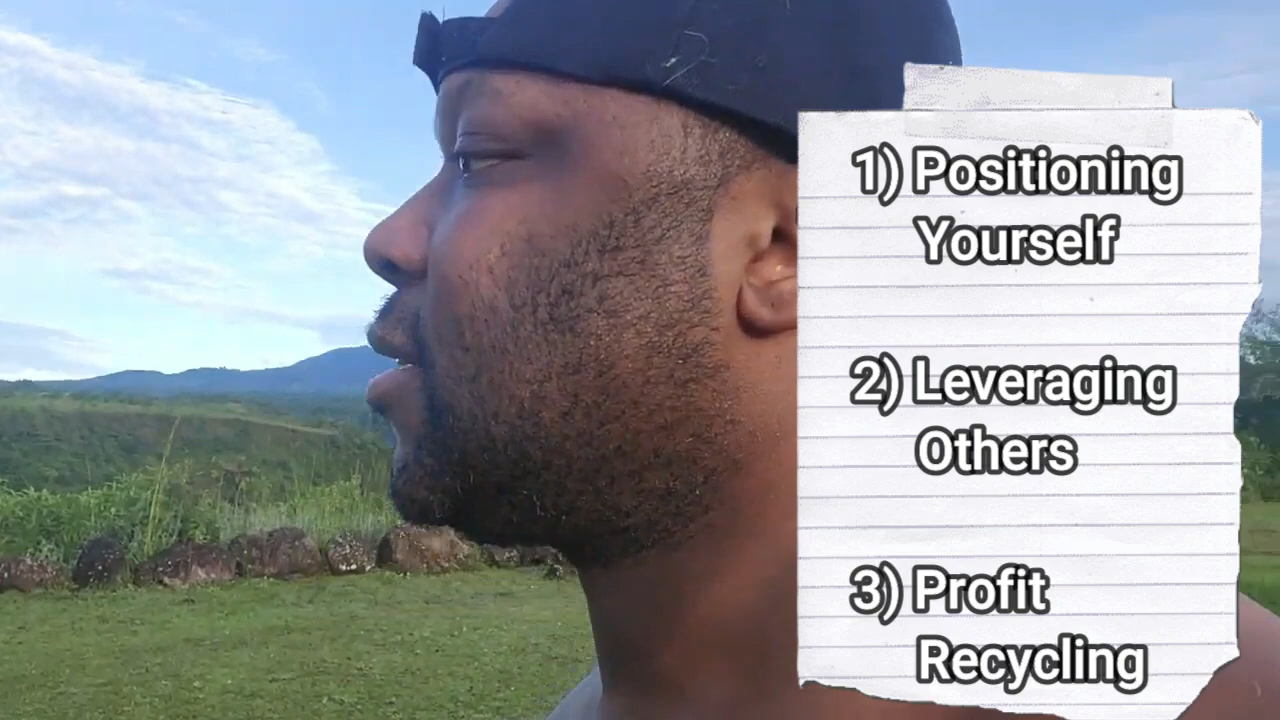 1) Positioning
Yourself
2) Leveraging
Others
3) Profit
Recycling